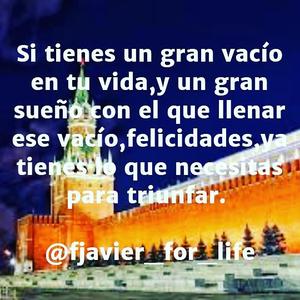 Si tienes un gran vacío
en tu vida,y un gran
sueño con el que llenar
ese vacío,felicidades,ya
tienes lo que necesitas
para triunfar.
@fjavier_for_life